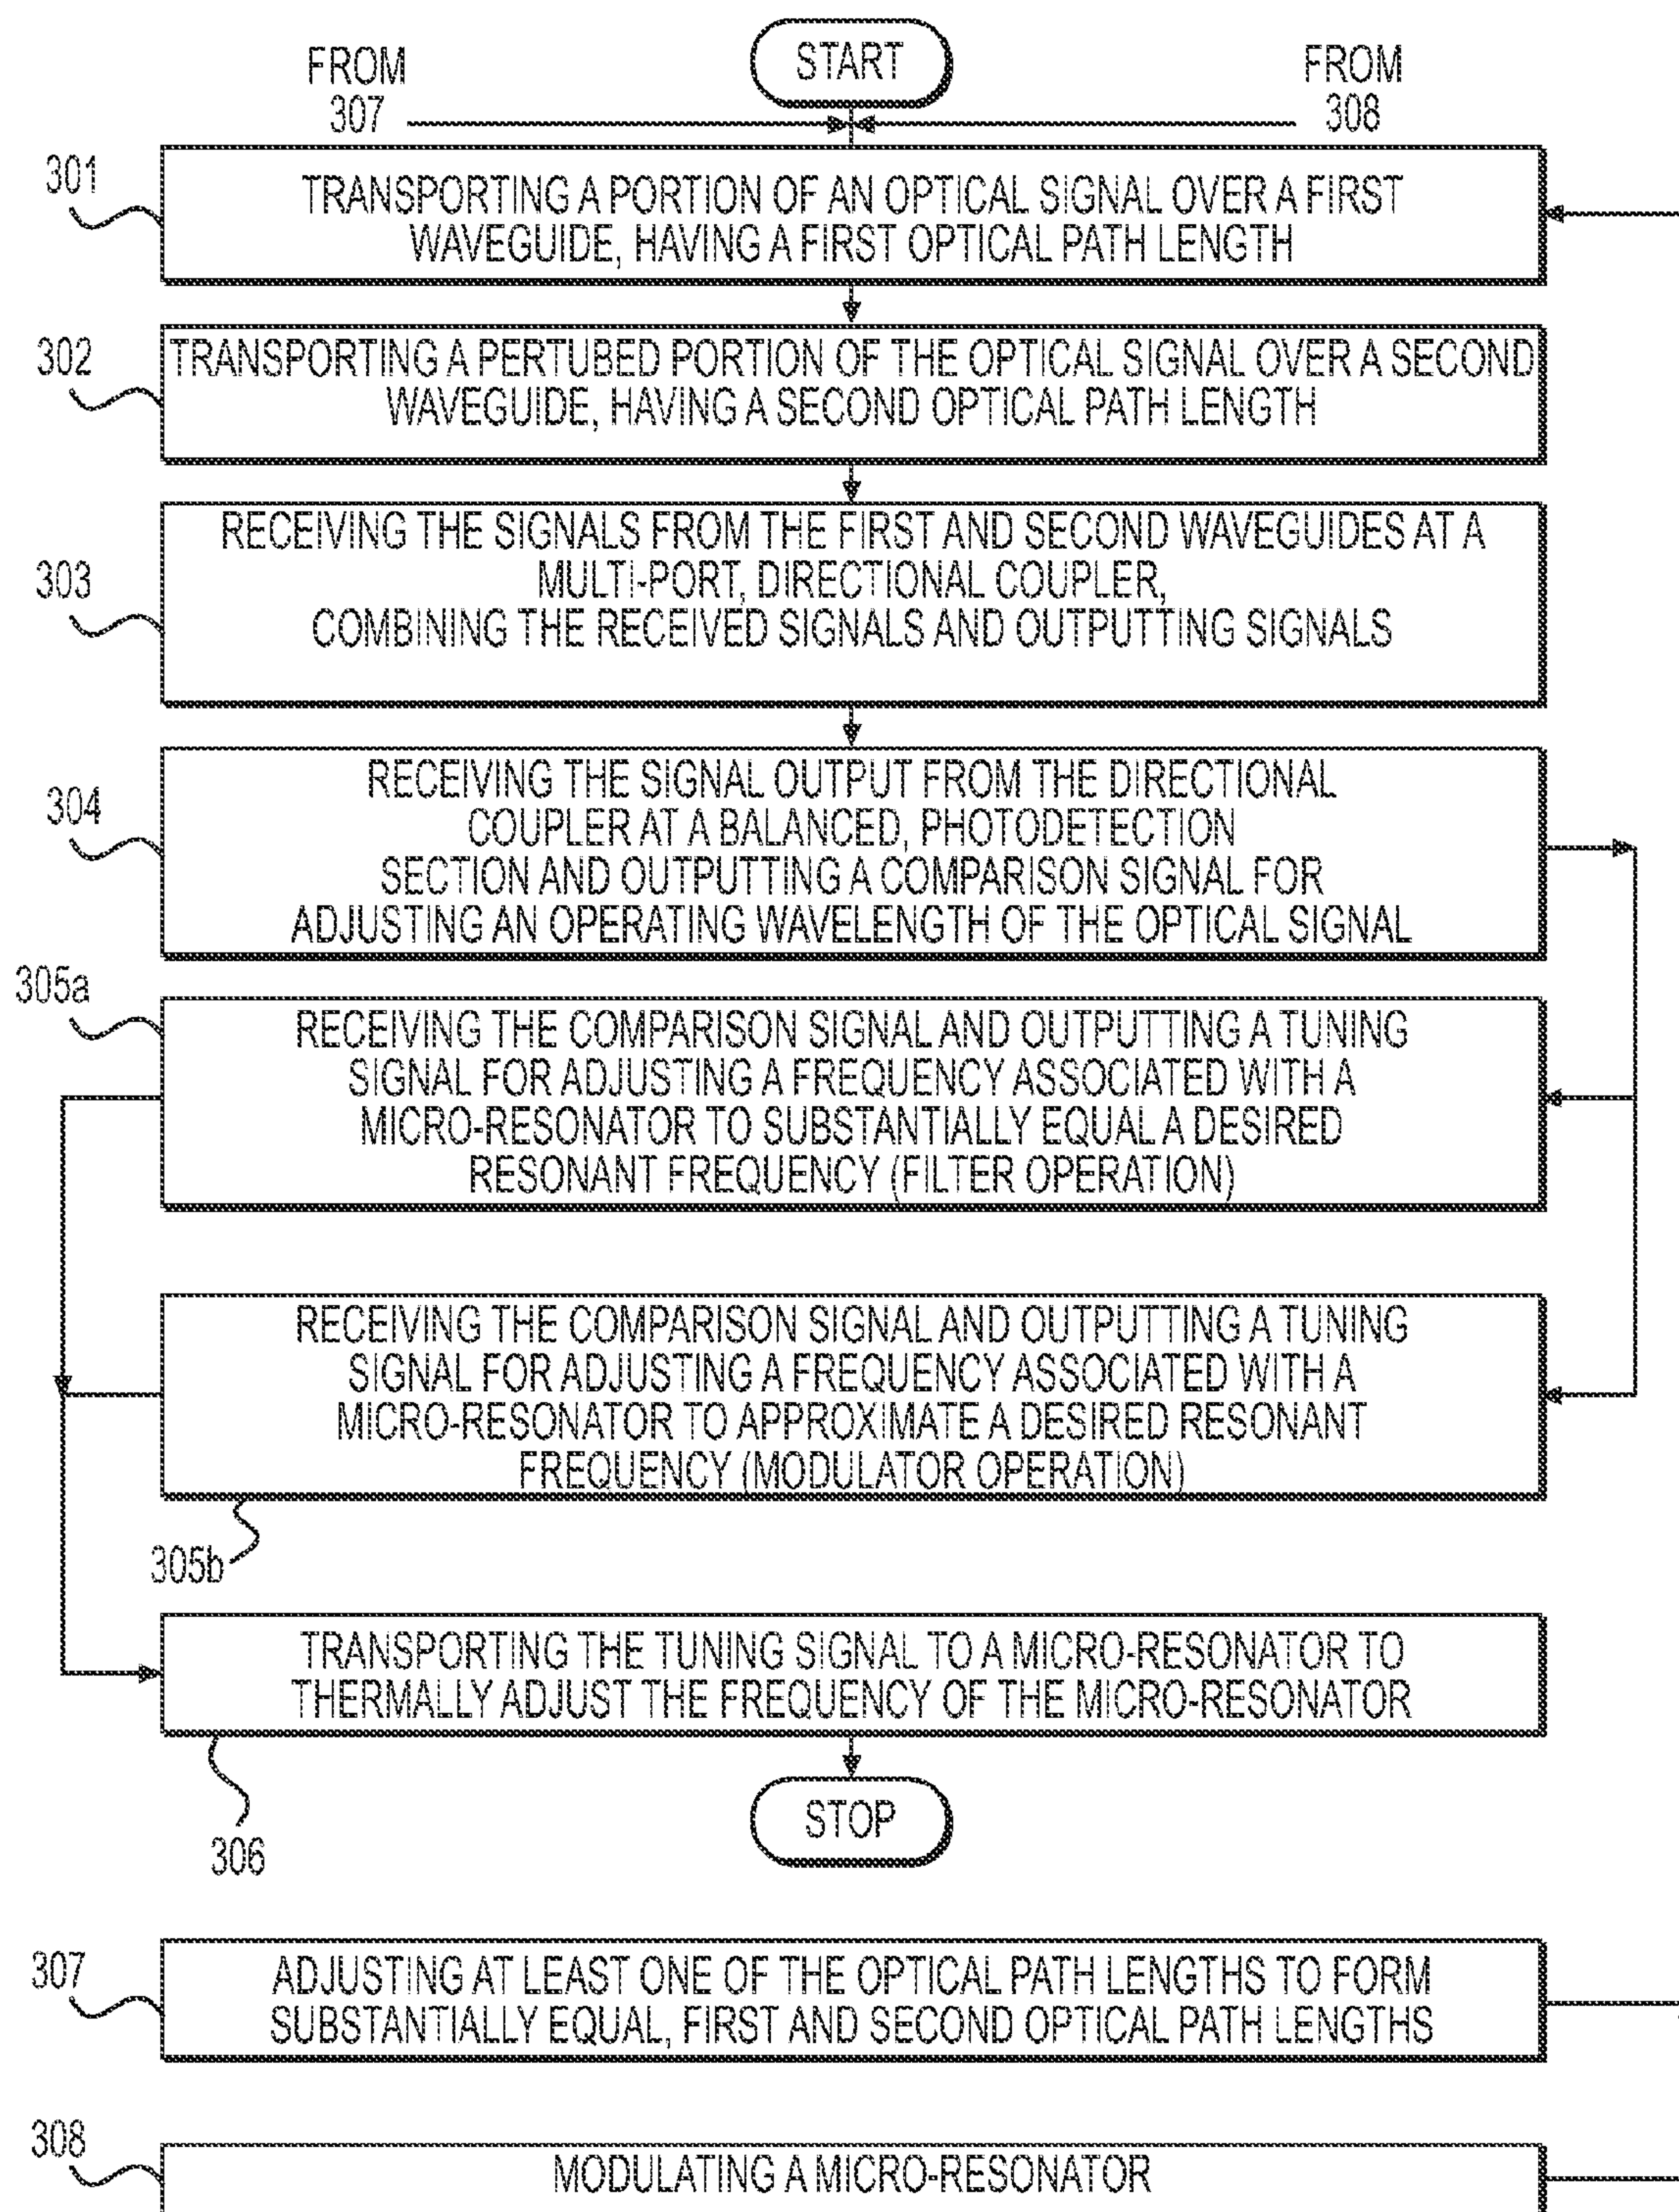 START
FROM
307
FROM
308
301
TRANSPORTING A PORTION OF AN OPTICAL SIGNAL OVER A FIRST
WAVEGUIDE, HAVING A FIRST OPTICAL PATH LENGTH
302
TRANSPORTING A PERTUBED PORTION OF THE OPTICAL SIGNAL OVER A SECOND
WAVEGUIDE, HAVING A SECOND OPTICAL PATH LENGTH
303
RECEIVING THE SIGNALS FROM THE FIRST AND SECOND WAVEGUIDES AT A
MULTI-PORT, DIRECTIONAL COUPLER,
COMBINING THE RECEIVED SIGNALS AND OUTPUTTING SIGNALS
304
RECEIVING THE SIGNAL OUTPUT FROM THE DIRECTIONAL
COUPLER AT A BALANCED, PHOTODETECTION
SECTION AND OUTPUTTING A COMPARISON SIGNAL FOR
ADJUSTING AN OPERATING WAVELENGTH OF THE OPTICAL SIGNAL
305a
RECEIVING THE COMPARISON SIGNAL AND OUTPUTTING A TUNING
SIGNAL FOR ADJUSTING A FREQUENCY ASSOCIATED WITH A
MICRO-RESONATOR TO SUBSTANTIALLY EQUAL A DESIRED
RESONANT FREQUENCY (FILTER OPERATION)
RECEIVING THE COMPARISON SIGNAL AND OUTPUTTING A TUNING
SIGNAL FOR ADJUSTING A FREQUENCY ASSOCIATED WITH A
MICRO-RESONATOR TO APPROXIMATE A DESIRED RESONANT
FREQUENCY (MODULATOR OPERATION)
305b
TRANSPORTING THE TUNING SIGNAL TO A MICRO-RESONATOR TO
THERMALLY ADJUST THE FREQUENCY OF THE MICRO-RESONATOR
306
STOP
307
ADJUSTING AT LEAST ONE OF THE OPTICAL PATH LENGTHS TO FORM
SUBSTANTIALLY EQUAL, FIRST AND SECOND OPTICAL PATH LENGTHS
308
MODULATING A MICRO-RESONATOR